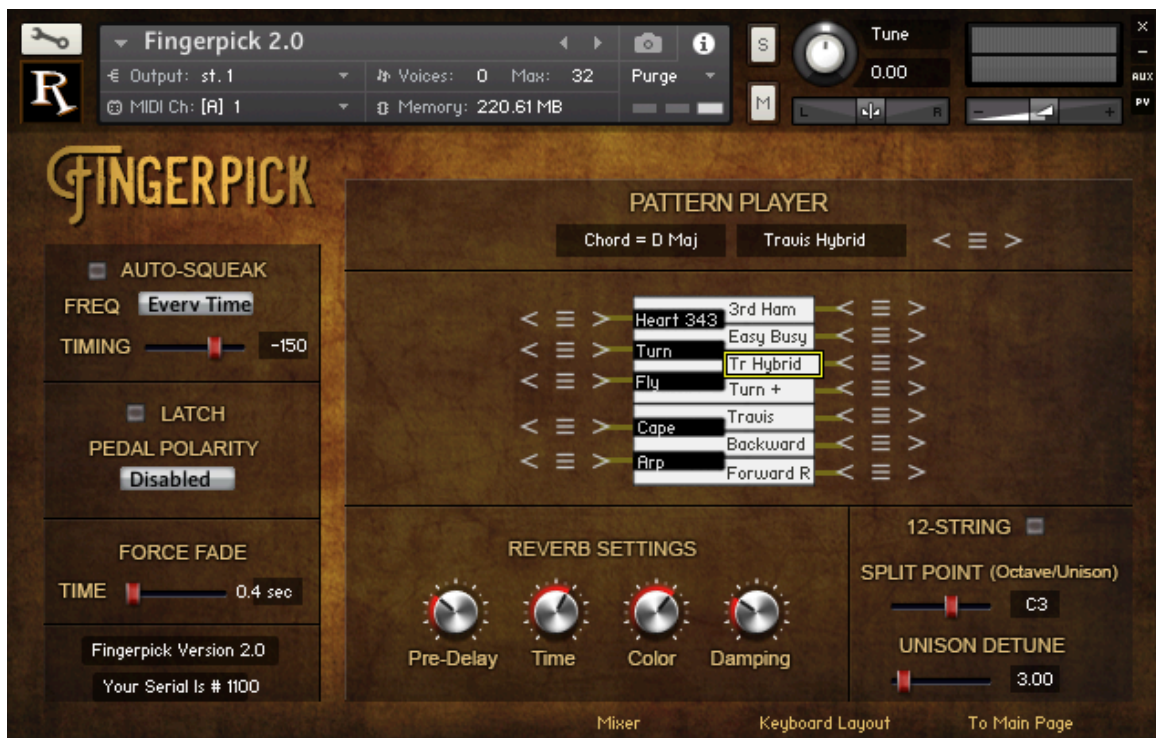 Fingerpick 2.0
Output: st. 1
Voices: 0 Max: 32
Purge
MIDI Ch: [A] 1
Memory: 220.61 MB
S
M
Tune
0.00
L R
- +
X
-
AUX
PV
R
FINGERPICK
PATTERN PLAYER
Chord = D Maj
Travis Hybrid
< ≡ >
AUTO-SQUEAK
FREQ Every Time
TIMING -150
LATCH
PEDAL POLARITY
Disabled
FORCE FADE
TIME 0.4 sec
Fingerpick Version 2.0
Your Serial Is # 1100
3rd Ham
Heart 343
Easy Busy
Turn
Tr Hybrid
Fly
Turn +
Travis
Cape
Backward
Arp
Forward R
REVERB SETTINGS
Pre-Delay Time Color Damping
12-STRING
SPLIT POINT (Octave/Unison)
C3
UNISON DETUNE
3.00
Mixer Keyboard Layout To Main Page